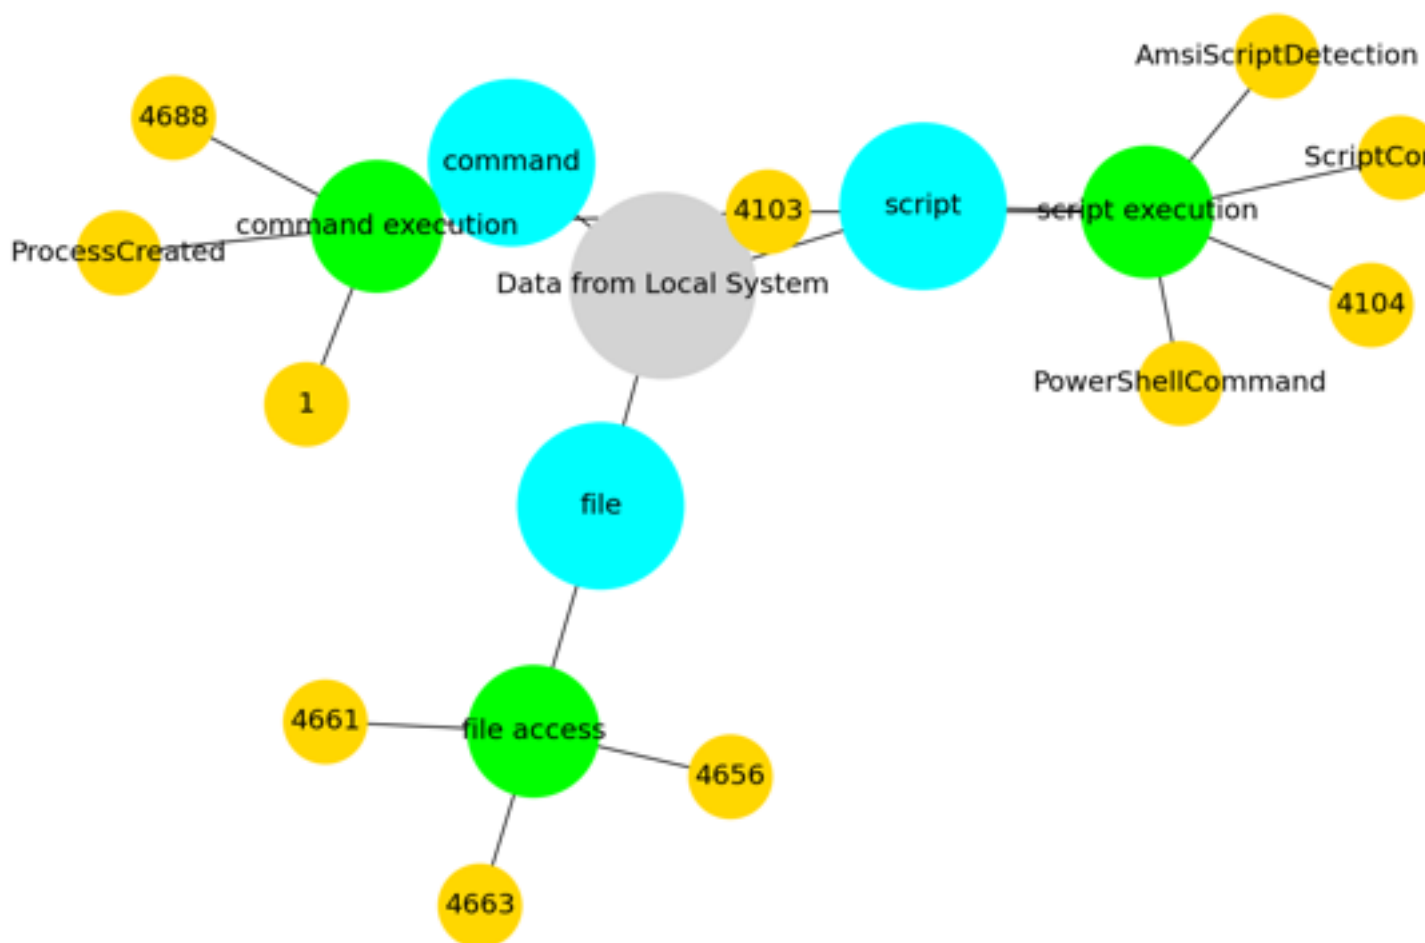 AmsiScriptDetection
4688
command
ScriptCo
script
4103
script execution
command execution
ProcessCreated
Data from Local System
4104
PowerShellCommand
1
file
4661
file access
4656
4663